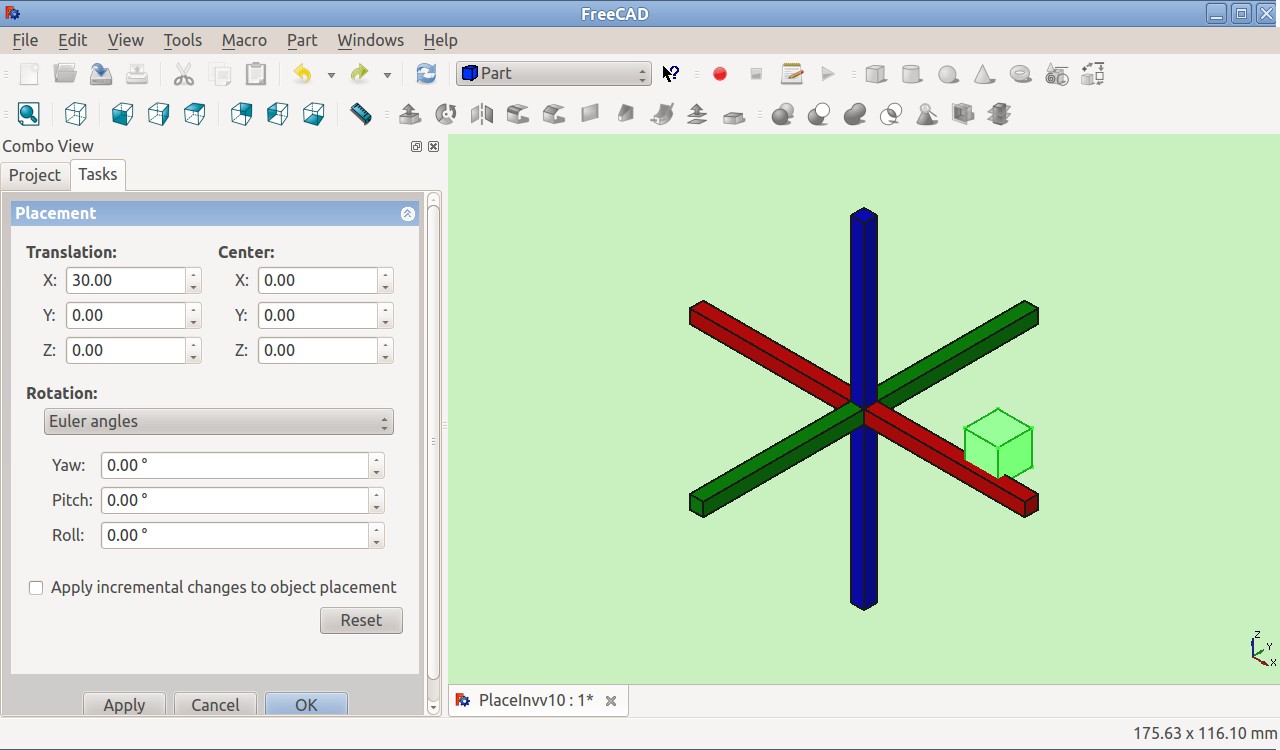 FreeCAD
File Edit View Tools Macro Part Windows Help
Part
Combo View
Project Tasks
Placement
Translation: Center:
X: 30.00 X: 0.00
Y: 0.00 Y: 0.00
Z: 0.00 Z: 0.00
Rotation:
Euler angles
Yaw: 0.00 °
Pitch: 0.00 °
Roll: 0.00 °
Apply incremental changes to object placement
Reset
Apply Cancel OK
Z
Y
X
PlaceInvv10 : 1*
175.63 x 116.10 mm